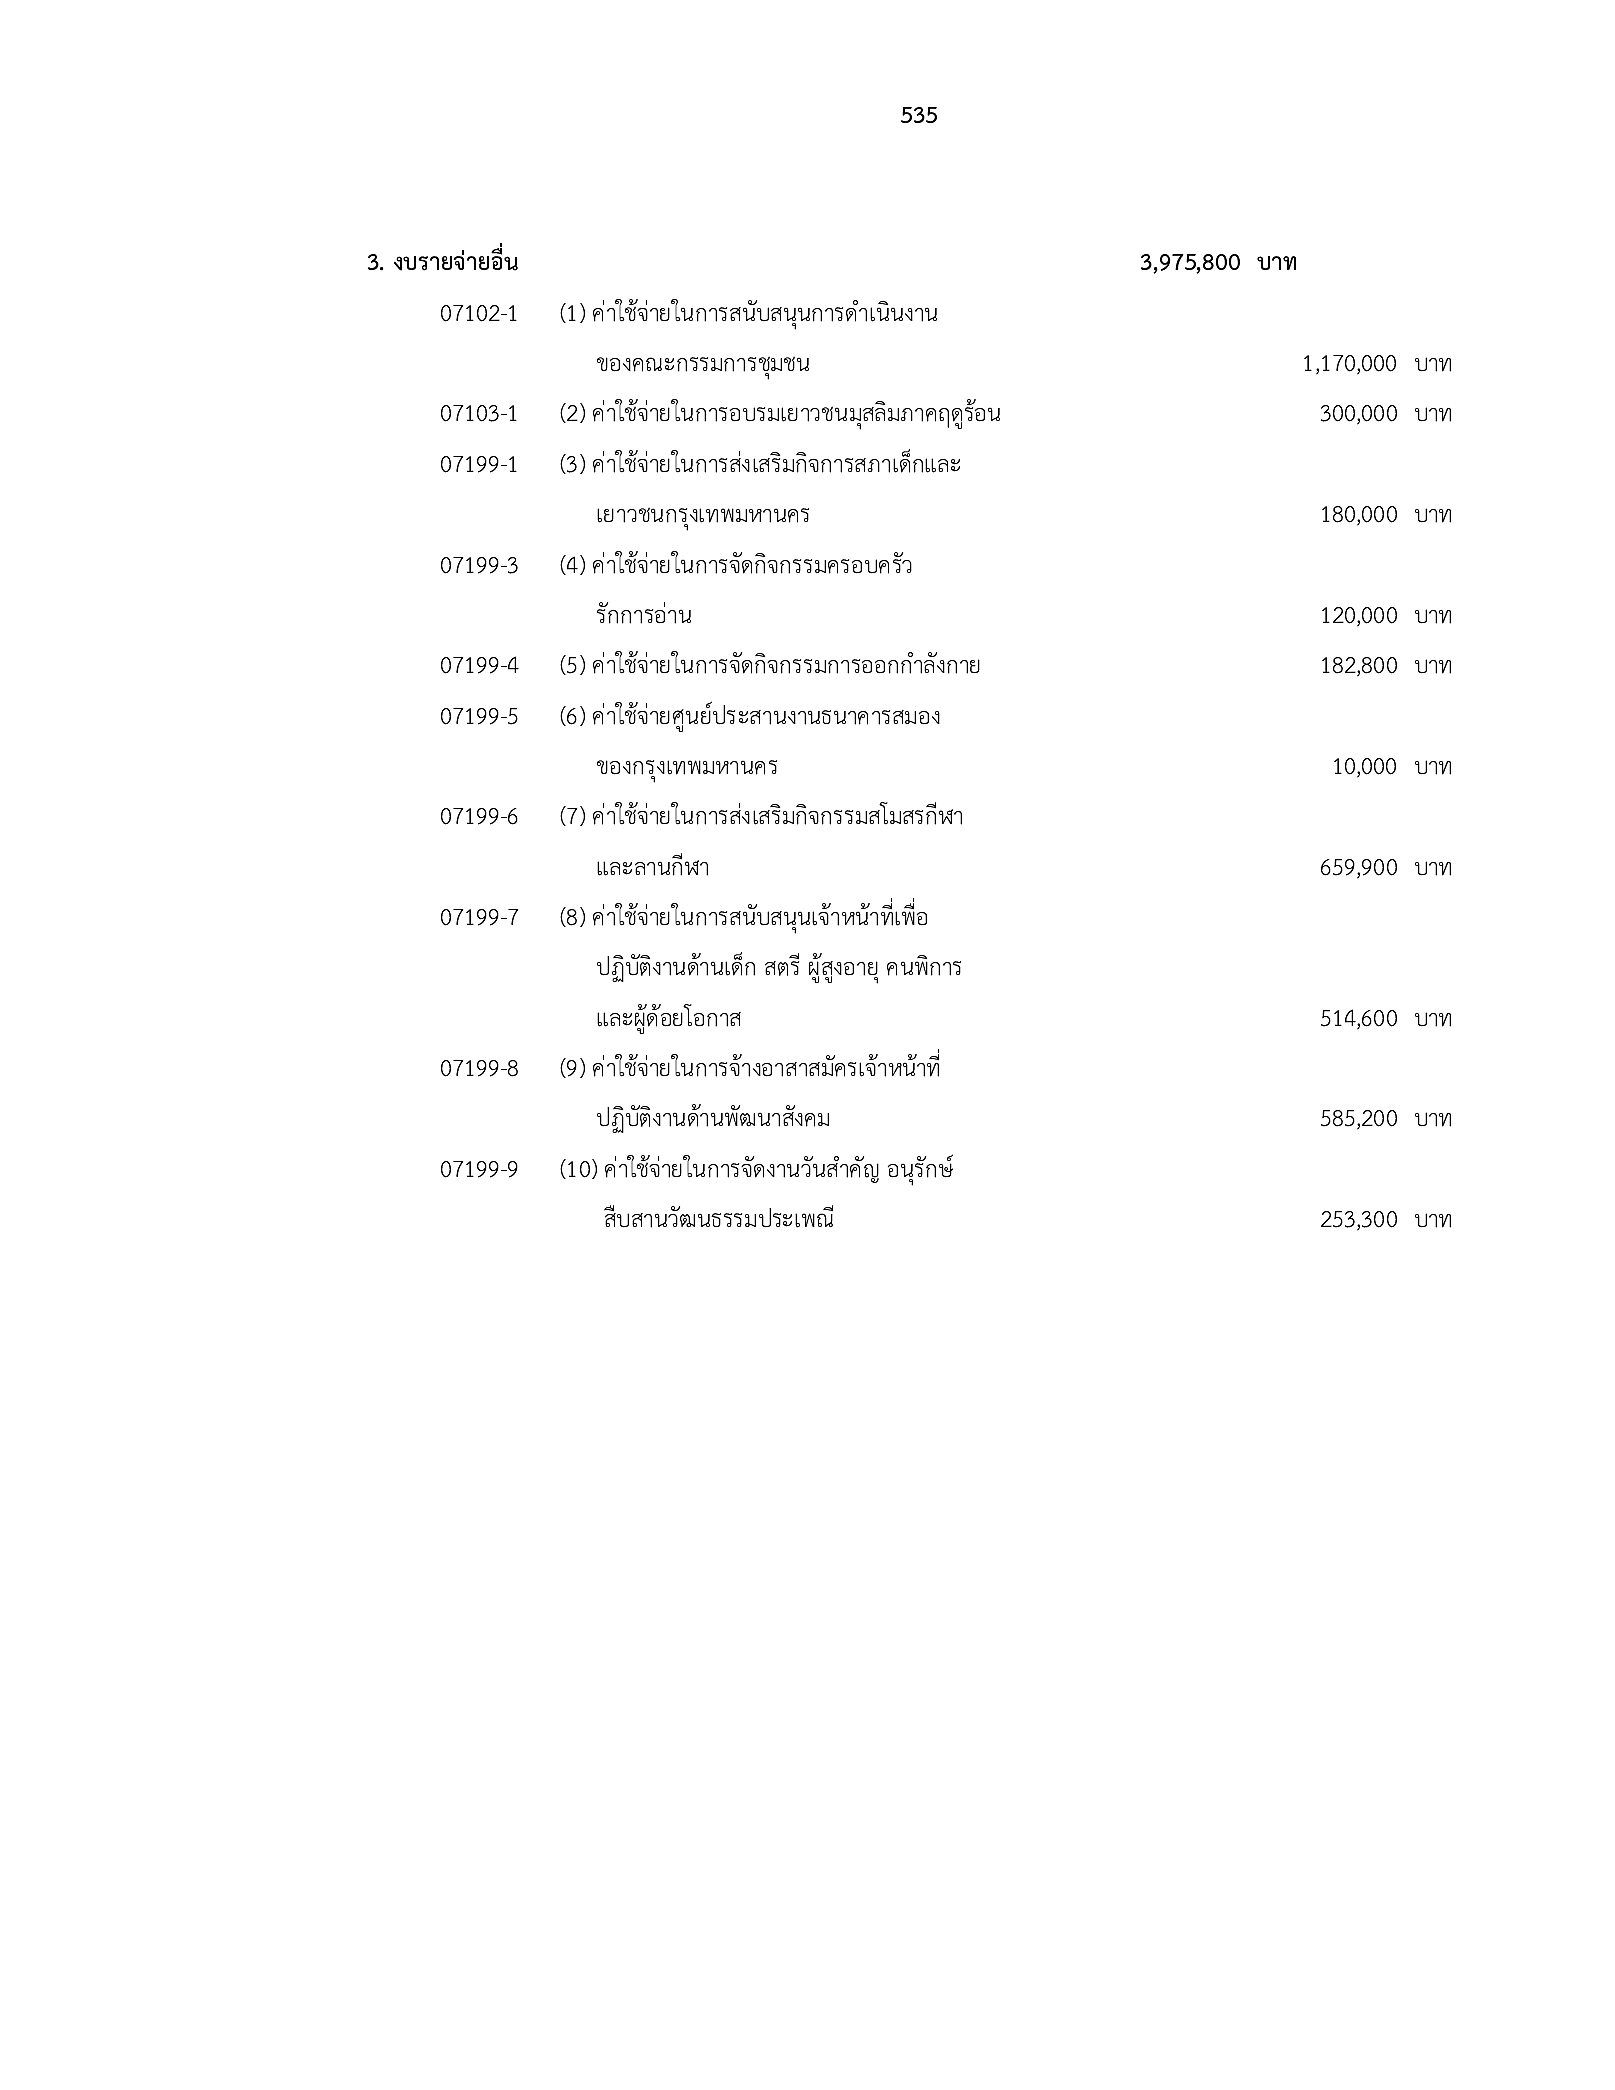 535
3. งบรายจ่ายอื่น 3,975,800 บาท
07102-1 (1) ค่าใช้จ่ายในการสนับสนุนการดำเนินงาน
ของคณะกรรมการชุมชน 1,170,000 บาท
07103-1 (2) ค่าใช้จ่ายในการอบรมเยาวชนมุสลิมภาคฤดูร้อน 300,000 บาท
07199-1 (3) ค่าใช้จ่ายในการส่งเสริมกิจการสภาเด็กและ
เยาวชนกรุงเทพมหานคร 180,000 บาท
07199-3 (4) ค่าใช้จ่ายในการจัดกิจกรรมครอบครัว
รักการอ่าน 120,000 บาท
07199-4 (5) ค่าใช้จ่ายในการจัดกิจกรรมการออกกำลังกาย 182,800 บาท
07199-5 (6) ค่าใช้จ่ายศูนย์ประสานงานธนาคารสมอง
ของกรุงเทพมหานคร 10,000 บาท
07199-6 (7) ค่าใช้จ่ายในการส่งเสริมกิจกรรมสโมสรกีฬา
และลานกีฬา 659,900 บาท
07199-7 (8) ค่าใช้จ่ายในการสนับสนุนเจ้าหน้าที่เพื่อ
ปฏิบัติงานด้านเด็ก สตรี ผู้สูงอายุ คนพิการ
และผู้ด้อยโอกาส 514,600 บาท
07199-8 (9) ค่าใช้จ่ายในการจ้างอาสาสมัครเจ้าหน้าที่
ปฏิบัติงานด้านพัฒนาสังคม 585,200 บาท
07199-9 (10) ค่าใช้จ่ายในการจัดงานวันสำคัญ อนุรักษ์
สืบสานวัฒนธรรมประเพณี 253,300 บาท